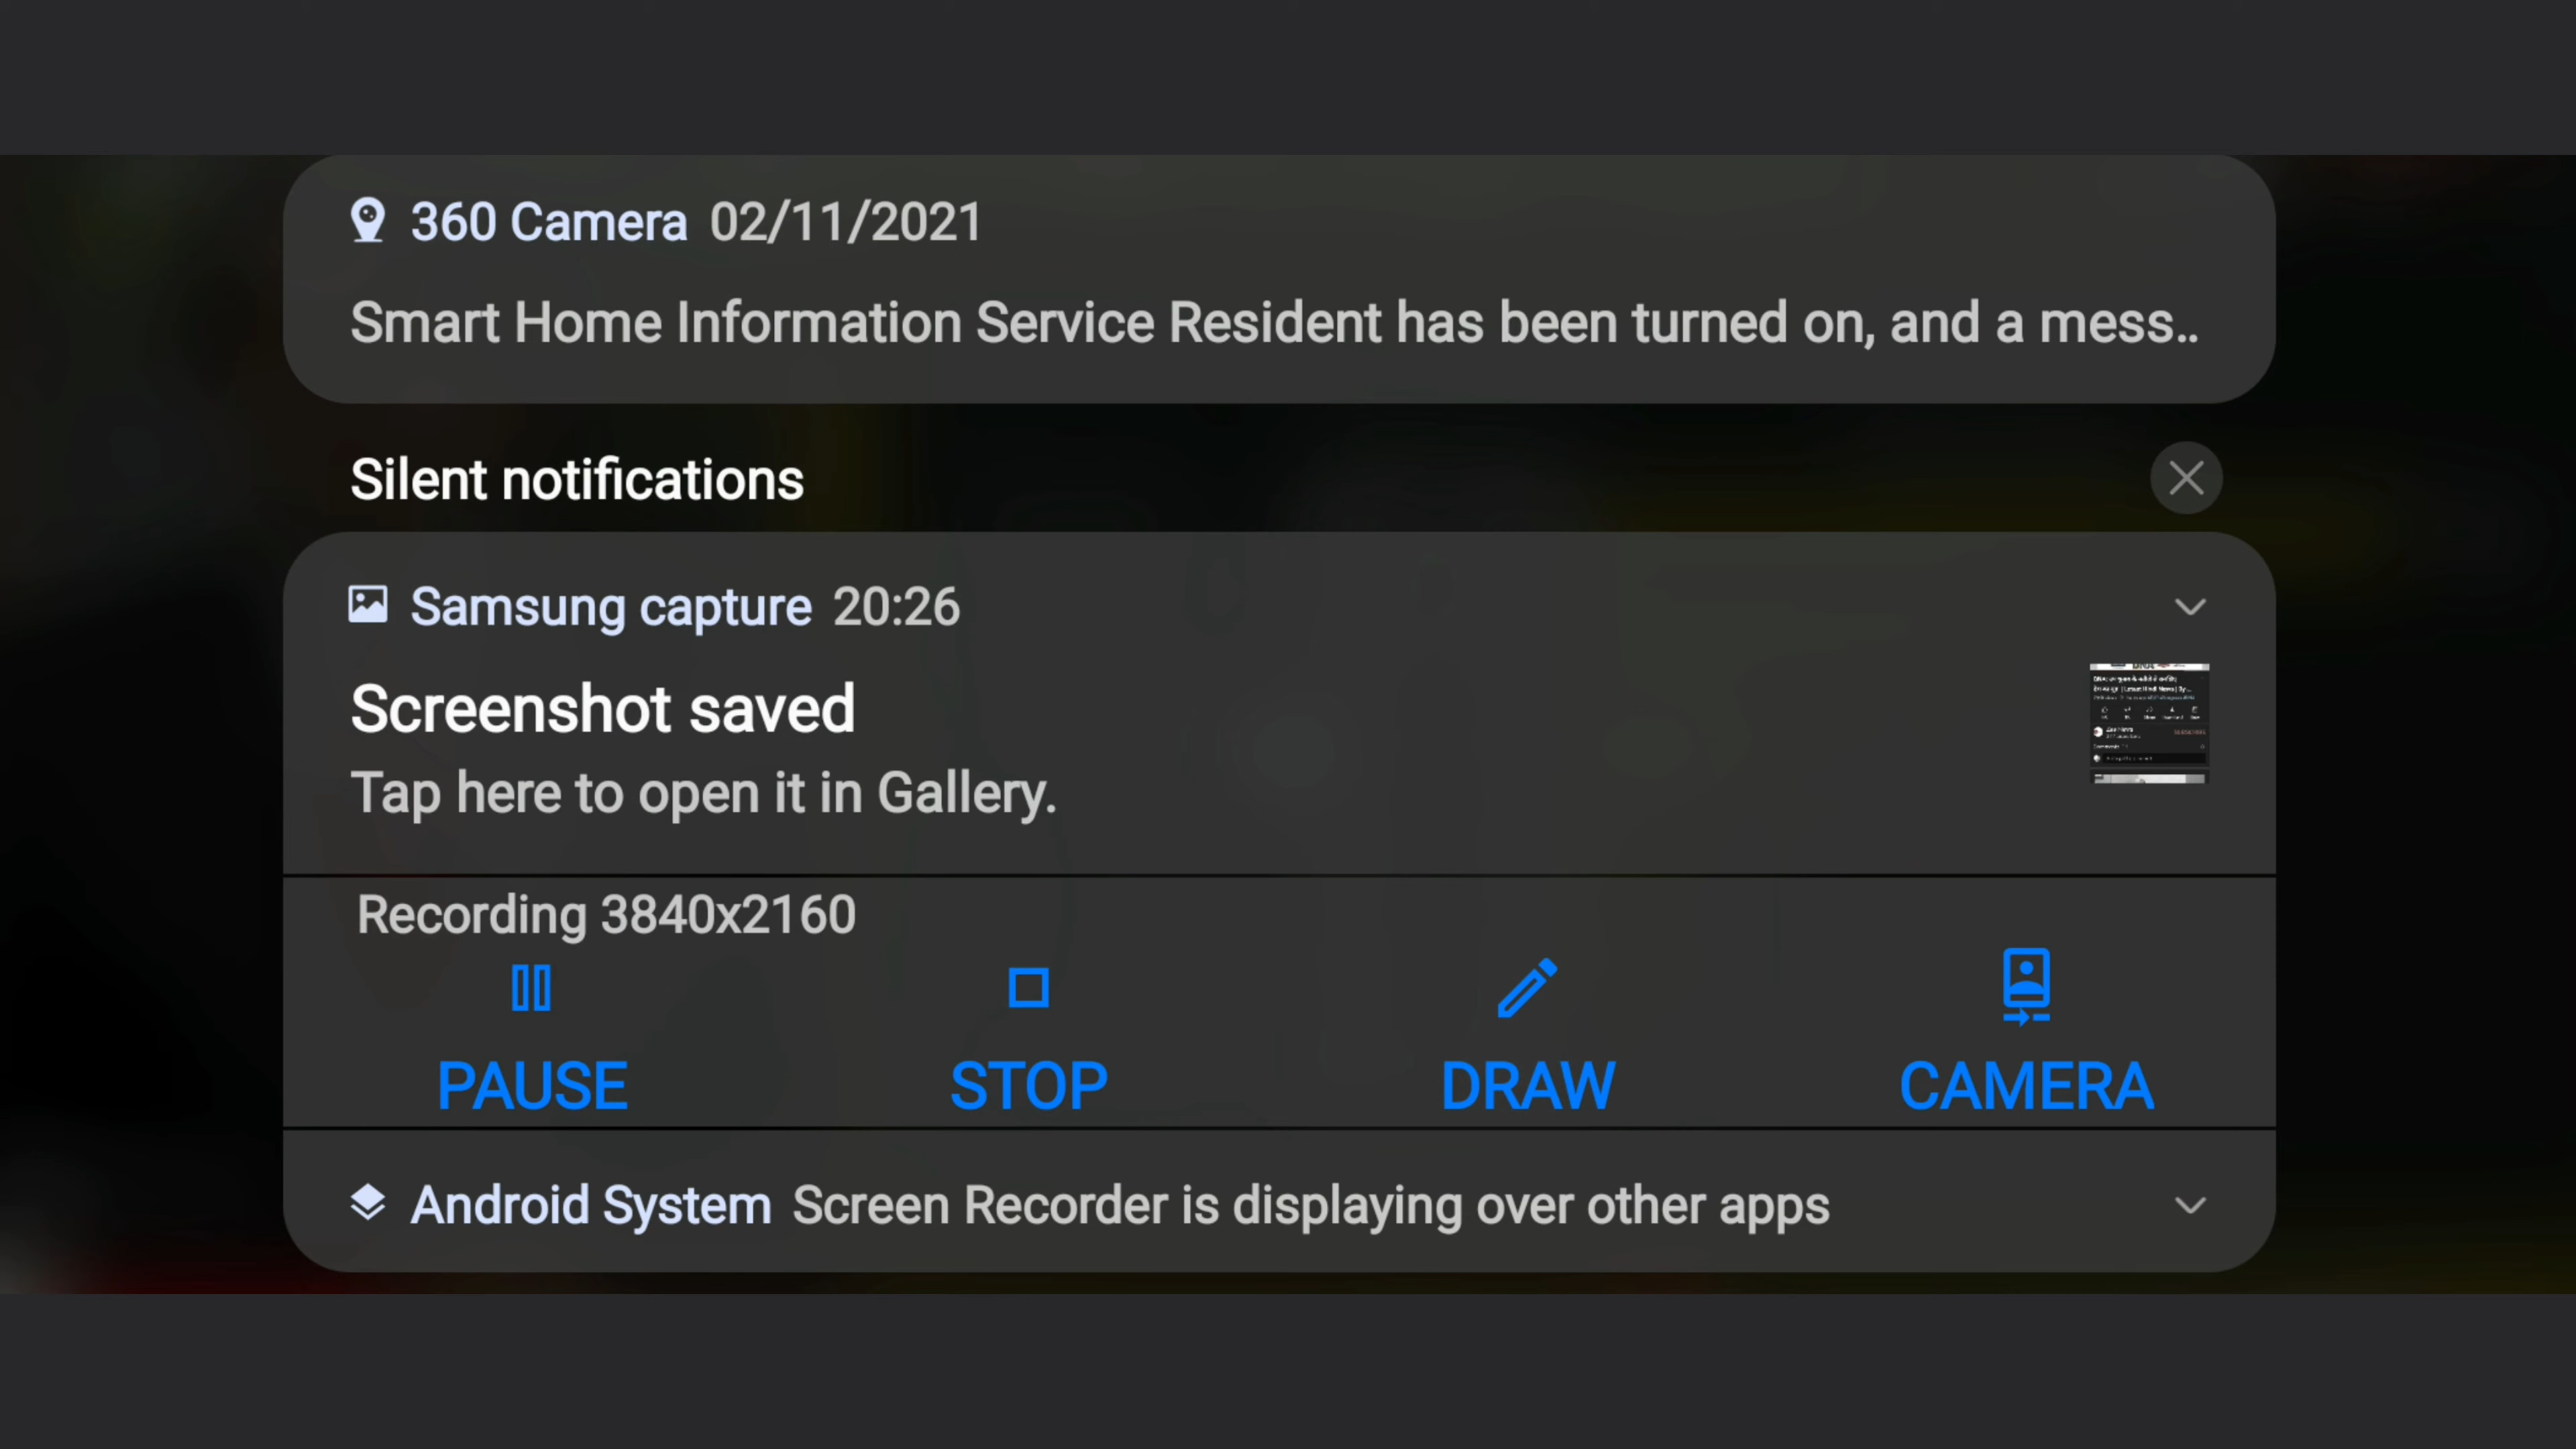 360 Camera 02/11/2021
Smart Home Information Service Resident has been turned on, and a mess..
Silent notifications
Samsung capture 20:26
Screenshot saved
Tap here to open it in Gallery.
Recording 3840x2160
PAUSE STOP DRAW CAMERA
Android System Screen Recorder is displaying over other apps